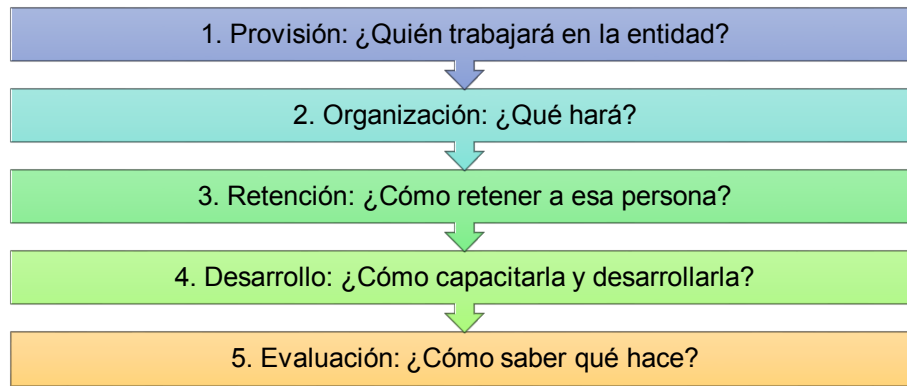 1. Provisión: ¿Quién trabajará en la entidad?
2. Organización: ¿Qué hará?
3. Retención: ¿Cómo retener a esa persona?
4. Desarrollo: ¿Cómo capacitarla y desarrollarla?
5. Evaluación: ¿Cómo saber qué hace?